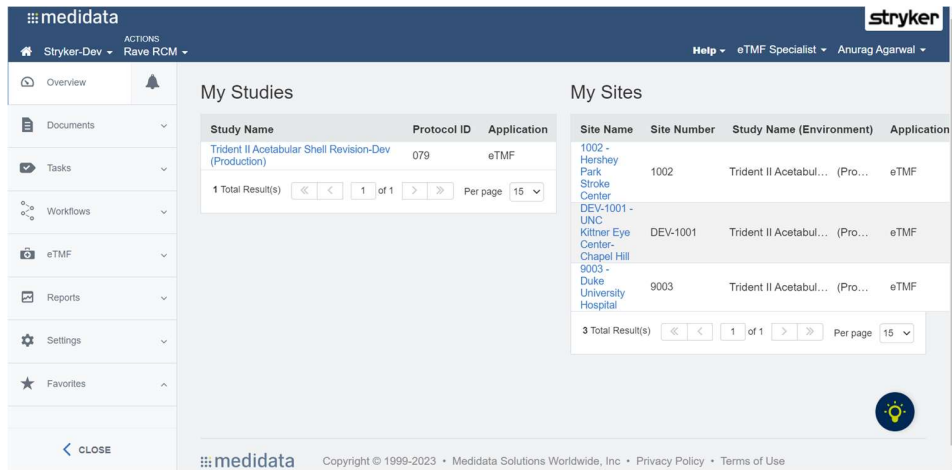 medidata
stryker
ACTIONS
Stryker-Dev
Rave RCM
Help
eTMF Specialist
Anurag Agarwal
Overview
Documents
Tasks
Workflows
eTMF
Reports
Settings
Favorites
CLOSE
My Studies
Study Name Protocol ID Application
Trident II Acetabular Shell Revision-Dev
(Production)
079 eTMF
1 Total Result(s) 1 of 1 Per page 15
My Sites
Site Name Site Number Study Name (Environment) Application
1002 -
Hershey
Park
Stroke
Center
1002 Trident II Acetabul... (Pro... eTMF
DEV-1001 -
UNC
Kittner Eye
Center-
Chapel Hill
DEV-1001 Trident II Acetabul... (Pro... eTMF
9003 -
Duke
University
Hospital
9003 Trident II Acetabul... (Pro... eTMF
3 Total Result(s) 1 of 1 Per page 15
medidata Copyright © 1999-2023 • Medidata Solutions Worldwide, Inc • Privacy Policy • Terms of Use